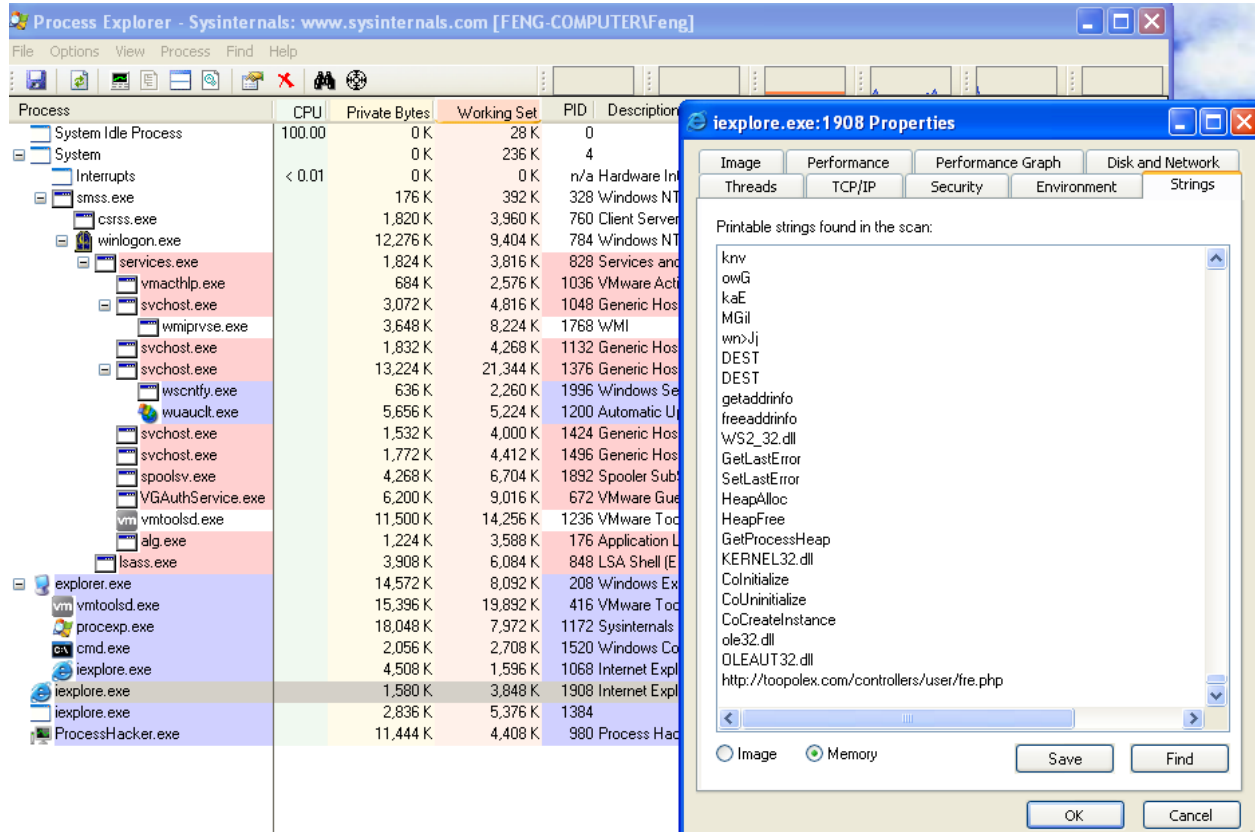 Process Explorer - Sysinternals: www.sysinternals.com [FENG-COMPUTER\Feng]
File Options View Process Find Help
Process CPU Private Bytes Working Set PID Description
System Idle Process 100.00 0 K 28 K 0
System 0 K 236 K 4
Interrupts < 0.01 0 K 0 K n/a Hardware Int
smss.exe 176 K 392 K 328 Windows NT
csrss.exe 1,820 K 3,960 K 760 Client Server
winlogon.exe 12,276 K 9,404 K 784 Windows NT
services.exe 1,824 K 3,816 K 828 Services and
vmacthlp.exe 684 K 2,576 K 1036 VMware Acti
svchost.exe 3,072 K 4,816 K 1048 Generic Hos
wmiprvse.exe 3,648 K 8,224 K 1768 WMI
svchost.exe 1,832 K 4,268 K 1132 Generic Hos
svchost.exe 13,224 K 21,344 K 1376 Generic Hos
wscntfy.exe 636 K 2,260 K 1996 Windows Se
wuauclt.exe 5,656 K 5,224 K 1200 Automatic Up
svchost.exe 1,532 K 4,000 K 1424 Generic Hos
svchost.exe 1,772 K 4,412 K 1496 Generic Hos
spoolsv.exe 4,268 K 6,704 K 1892 Spooler SubS
VGAuthService.exe 6,200 K 9,016 K 672 VMware Gue
vm vmtoolsd.exe 11,500 K 14,256 K 1236 VMware Too
alg.exe 1,224 K 3,588 K 176 Application L
lsass.exe 3,908 K 6,084 K 848 LSA Shell (E
explorer.exe 14,572 K 8,092 K 208 Windows Ex
vm vmtoolsd.exe 15,396 K 19,892 K 416 VMware Too
procexp.exe 18,048 K 7,972 K 1172 Sysinternals
cmd.exe 2,056 K 2,708 K 1520 Windows Co
iexplore.exe 4,508 K 1,596 K 1068 Internet Expl
iexplore.exe 1,580 K 3,848 K 1908 Internet Expl
iexplore.exe 2,836 K 5,376 K 1384
ProcessHacker.exe 11,444 K 4,408 K 980 Process Hac
iexplore.exe:1908 Properties
Image Performance Performance Graph Disk and Network
Threads TCP/IP Security Environment Strings
Printable strings found in the scan:
knv
owG
kaE
MGil
wn>Jj
DEST
DEST
getaddrinfo
freeaddrinfo
WS2_32.dll
GetLastError
SetLastError
HeapAlloc
HeapFree
GetProcessHeap
KERNEL32.dll
CoInitialize
CoUninitialize
CoCreateInstance
ole32.dll
OLEAUT32.dll
http://toopolex.com/controllers/user/fre.php
Image Memory Save Find
OK Cancel